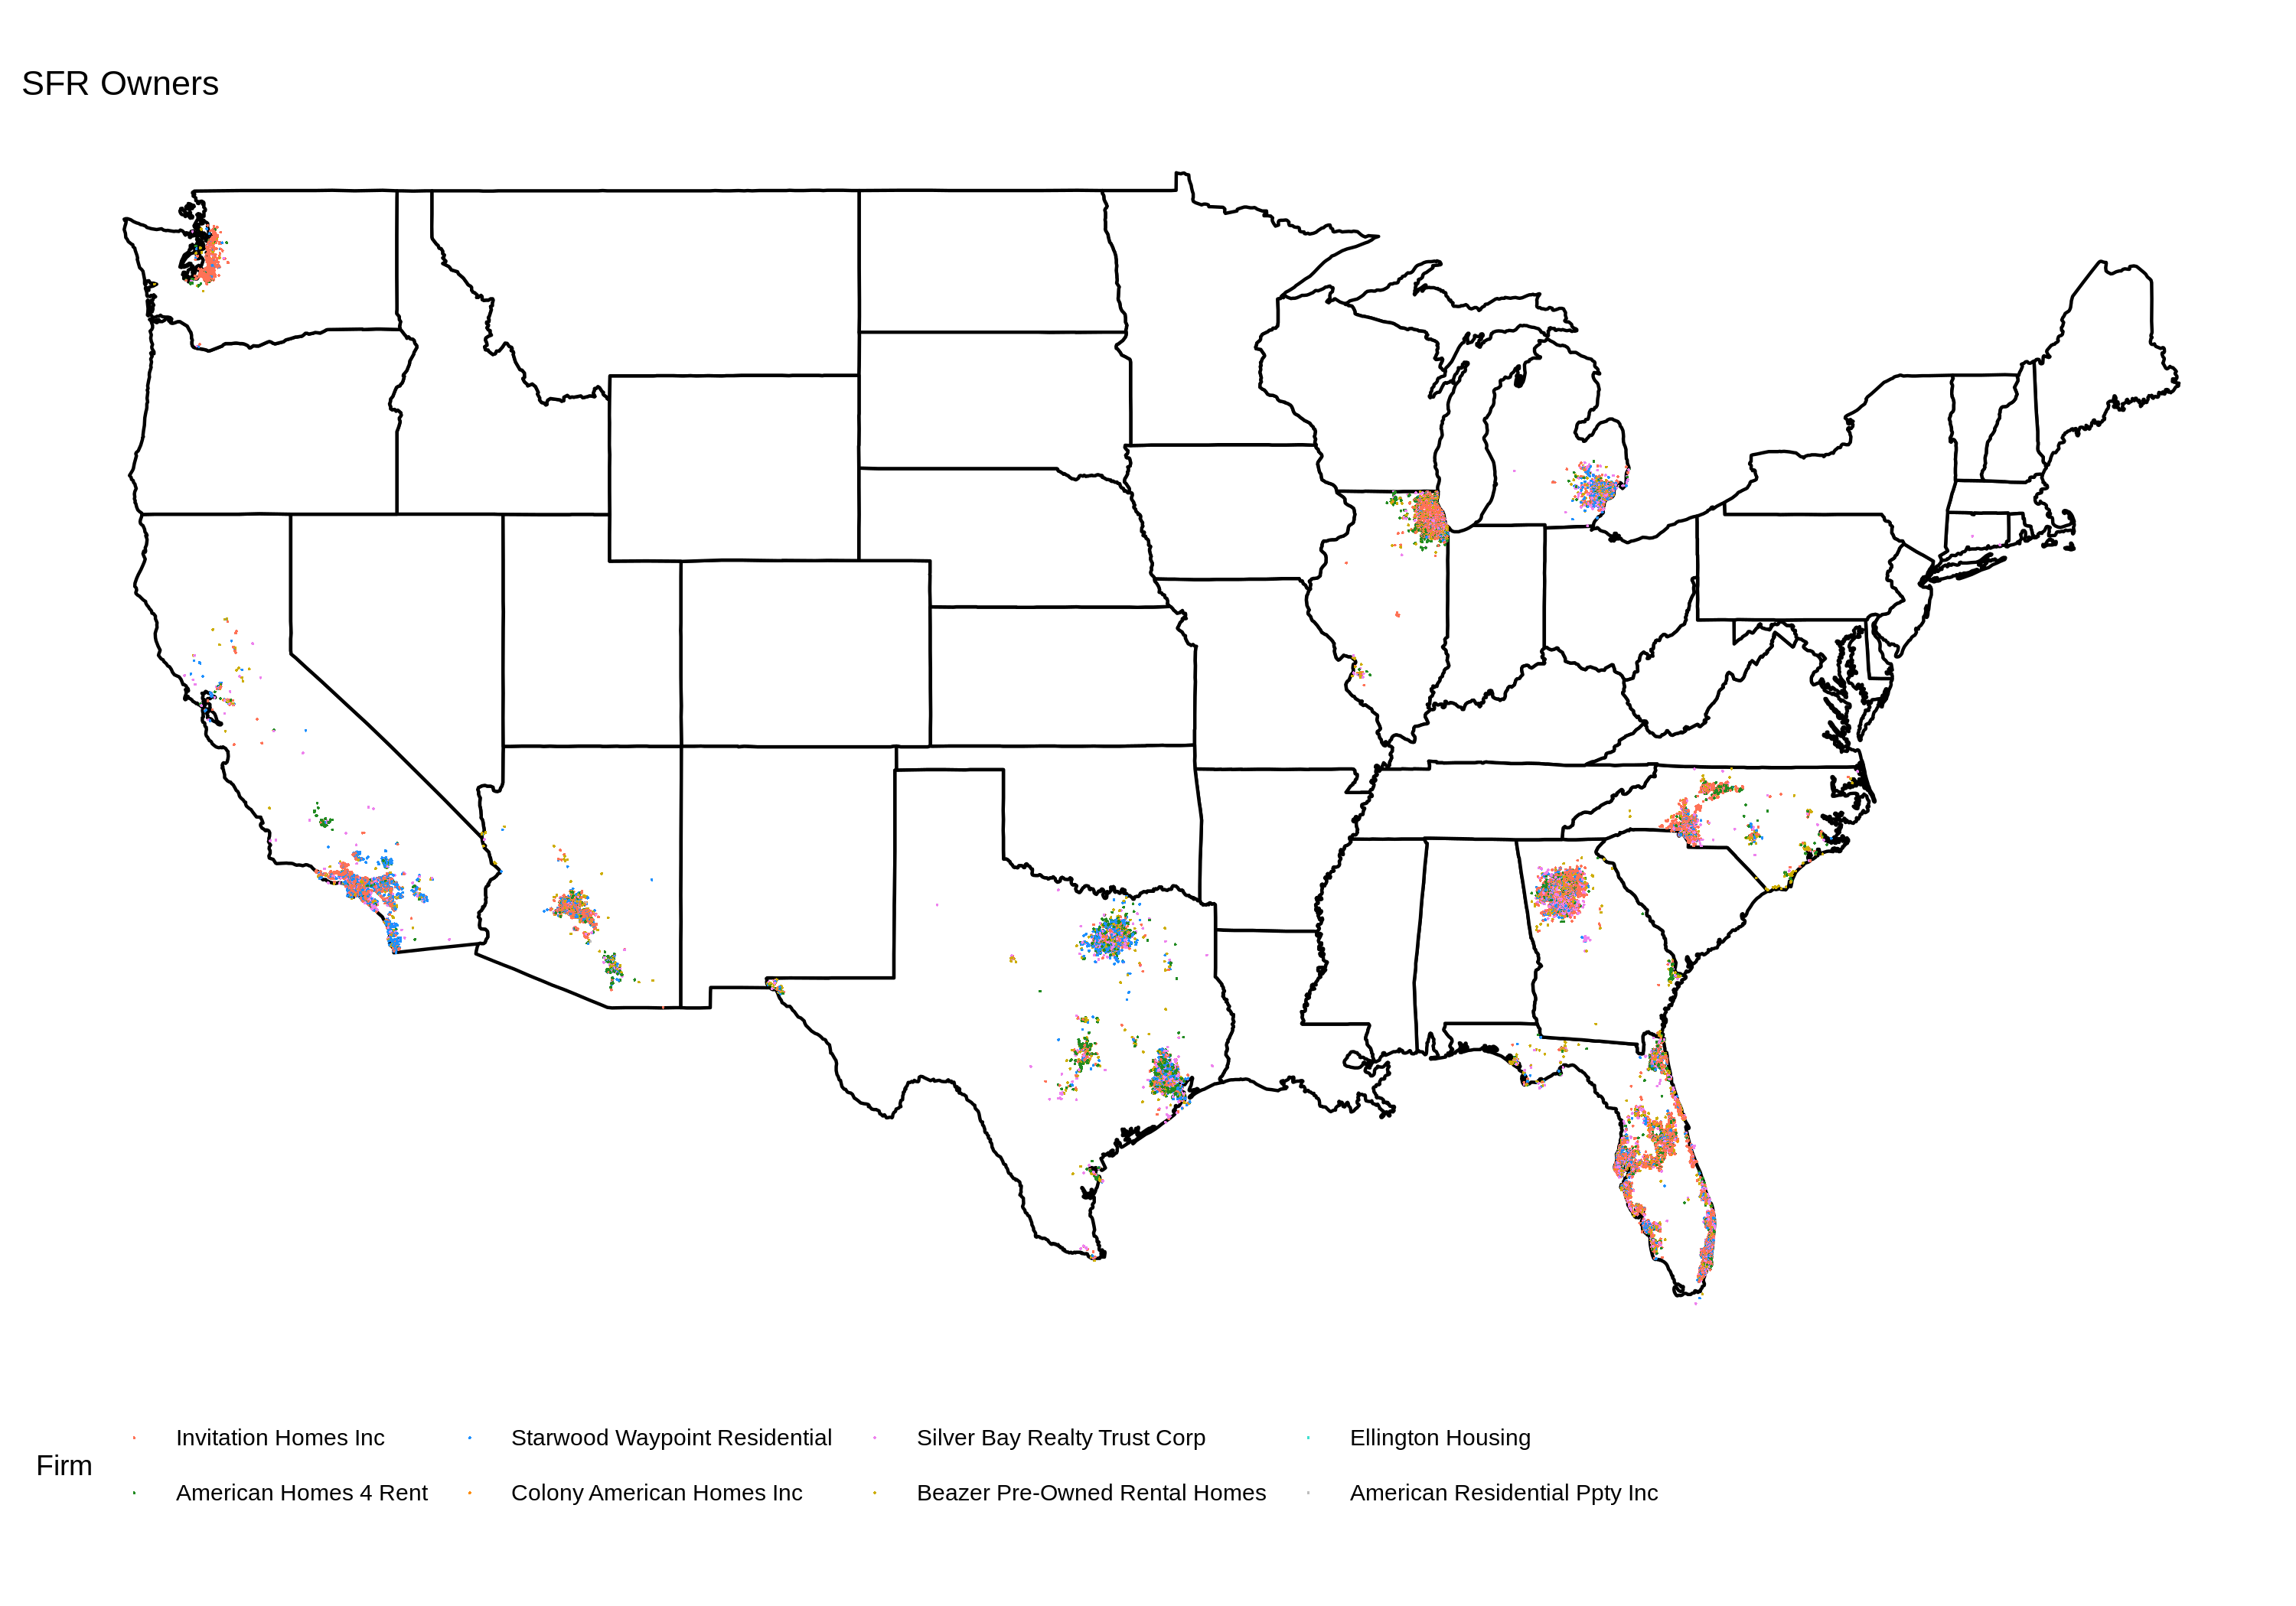 SFR Owners
Firm
Invitation Homes Inc
Starwood Waypoint Residential
Silver Bay Realty Trust Corp
Ellington Housing
American Homes 4 Rent
Colony American Homes Inc
Beazer Pre-Owned Rental Homes
American Residential Ppty Inc